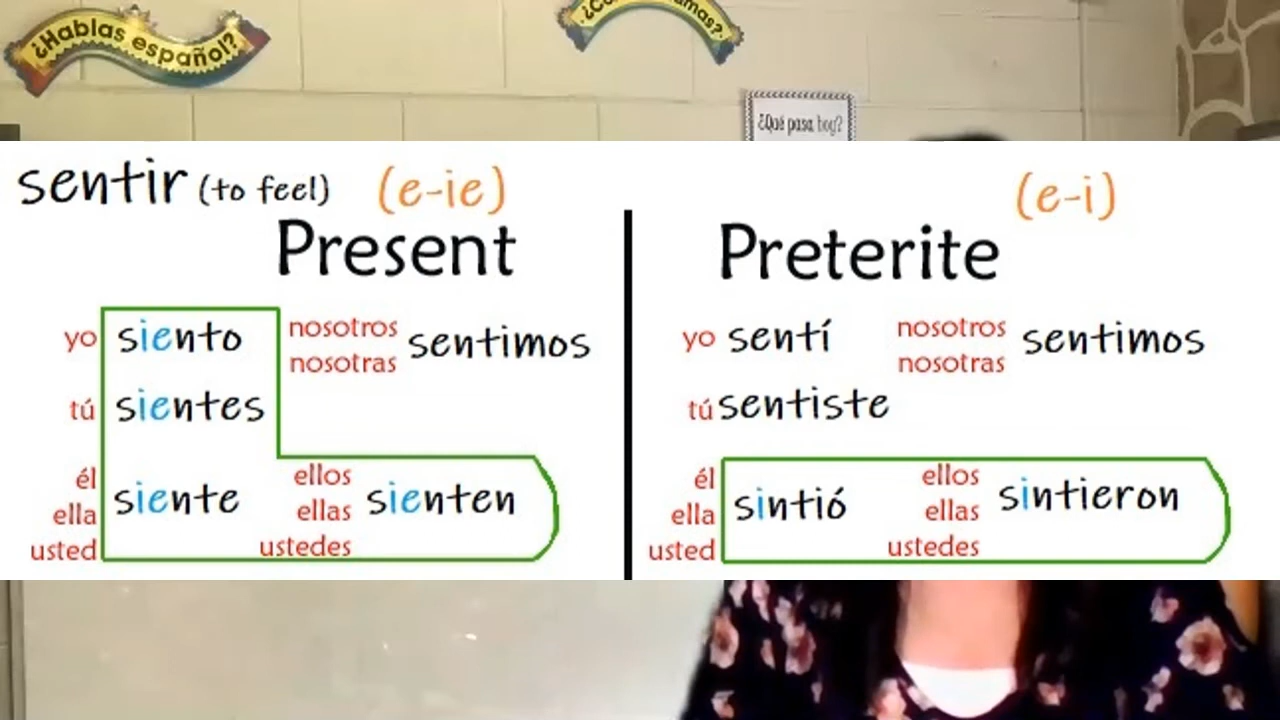 ¿Hablas español?
¿Qué pasa hoy?
sentir (to feel) (e-ie)
Present
yo siento
nosotros
nosotras
sentimos
tú sientes
él
ella
usted
siente
ellos
ellas
ustedes
sienten
(e-i)
Preterite
yo sentí
nosotros
nosotras
sentimos
tú sentiste
él
ella
usted
sintió
ellos
ellas
ustedes
sintieron